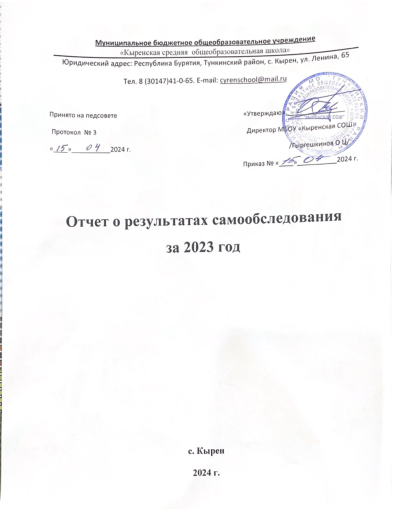 Муниципальное бюджетное общеобразовательное учреждение
«Кыренская средняя общеобразовательная школа»
Юридический адрес: Республика Бурятия, Тункинский район, с. Кырен, ул. Ленина, 65
Тел. 8 (30147)41-0-65. E-mail: cyrenschool@mail.ru
Принято на педсовете
Протокол № 3
« 15 » 04 2024 г.
«Утверждаю»
Директор МБОУ «Кыренская СОШ»
/Тыргешкинов О Ц/
Приказ № « 15. 04 2024 г.
Отчет о результатах самообследования
за 2023 год
с. Кырен
2024 г.